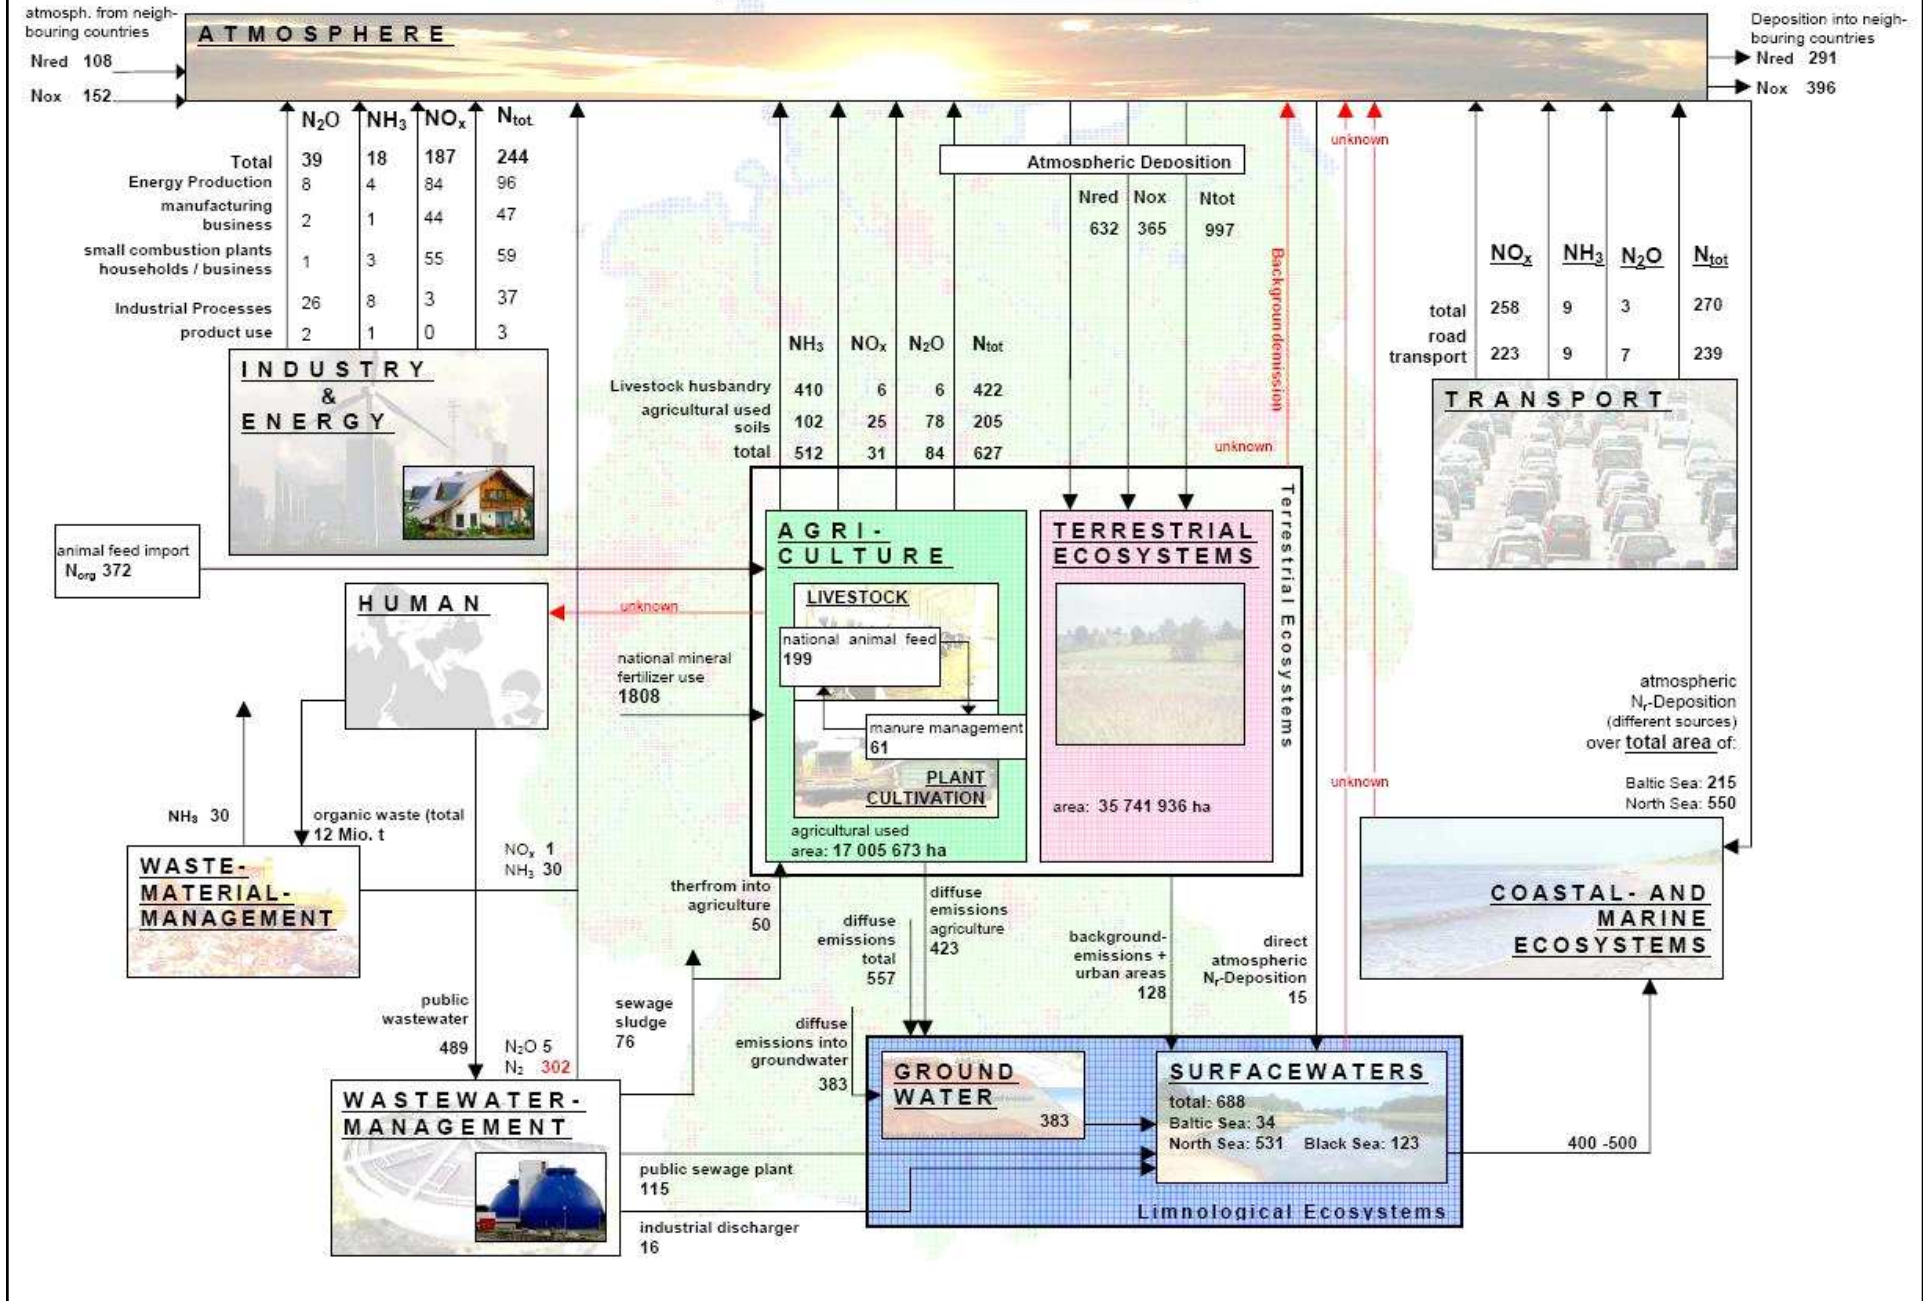 atmosph. from neigh-
bouring countries
Nred 108
Nox 152
ATMOSPHERE
Deposition into neigh-
bouring countries
Nred 291
Nox 396
N2O NH3 NOx Ntot
Total 39 18 187 244
Energy Production 8 4 84 96
manufacturing
business 2 1 44 47
small combustion plants
households / business 1 3 55 59
Industrial Processes 26 8 3 37
product use 2 1 0 3
INDUSTRY
&
ENERGY
Atmospheric Deposition
Nred Nox Ntot
632 365 997
Backgroundemission
unknown
unknown
NH3 NOx N2O Ntot
Livestock husbandry 410 6 6 422
agricultural used
soils 102 25 78 205
total 512 31 84 627
NOx NH3 N2O Ntot
total 258 9 3 270
road
transport 223 9 7 239
TRANSPORT
animal feed import
Norg 372
HUMAN
unknown
national mineral
fertilizer use
1808
AGRI-
CULTURE
LIVESTOCK
national animal feed
199
manure management
61
PLANT
CULTIVATION
agricultural used
area: 17 005 673 ha
TERRESTRIAL
ECOSYSTEMS
area: 35 741 936 ha
Terrestrial Ecosystems
atmospheric
Nr-Deposition
(different sources)
over total area of:
Baltic Sea: 215
North Sea: 550
unknown
COASTAL- AND
MARINE
ECOSYSTEMS
NH3 30
organic waste (total
12 Mio. t
WASTE-
MATERIAL-
MANAGEMENT
NOx 1
NH3 30
therfrom into
agriculture
50
diffuse
emissions
total
557
diffuse
emissions
agriculture
423
background-
emissions +
urban areas
128
direct
atmospheric
Nr-Deposition
15
public
wastewater
489
N2O 5
N2 302
sewage
sludge
76
diffuse
emissions into
groundwater
383
WASTEWATER-
MANAGEMENT
public sewage plant
115
industrial discharger
16
GROUND
WATER
383
SURFACEWATERS
total: 688
Baltic Sea: 34
North Sea: 531 Black Sea: 123
Limnological Ecosystems
400 -500